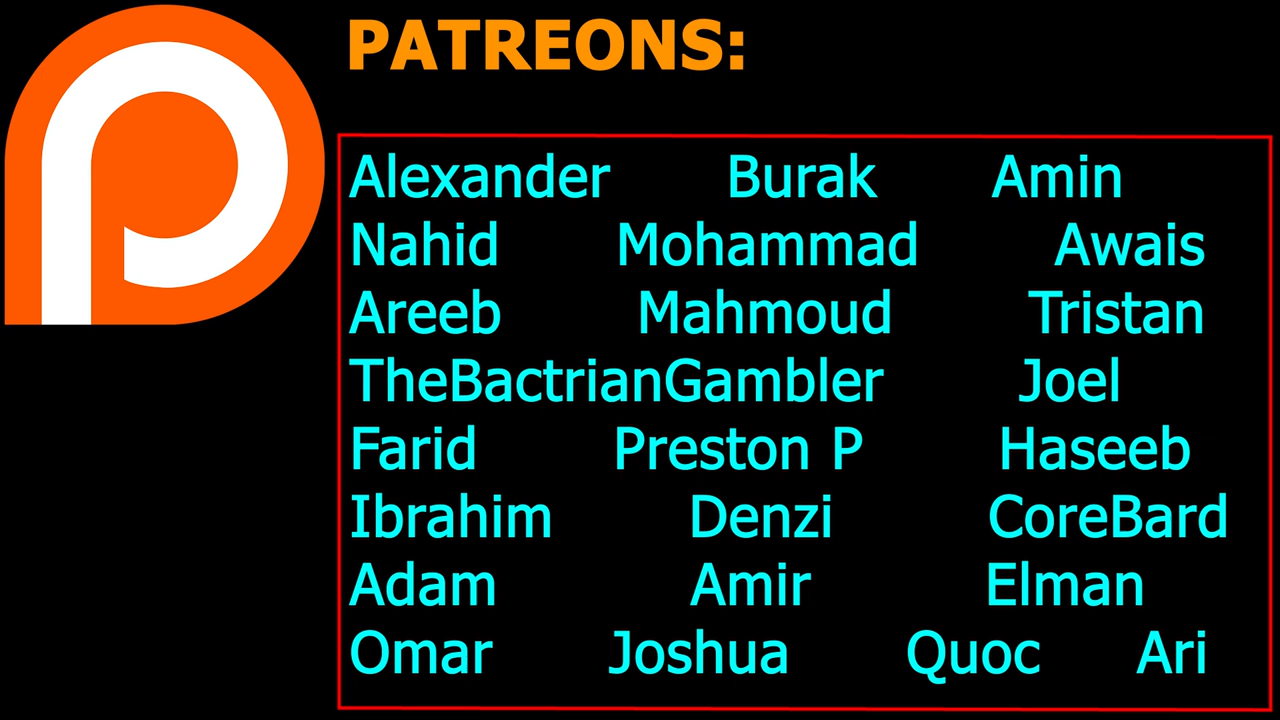 PATREONS:
Alexander Burak Amin
Nahid Mohammad Awais
Areeb Mahmoud Tristan
TheBactrianGambler Joel
Farid Preston P Haseeb
Ibrahim Denzi CoreBard
Adam Amir Elman
Omar Joshua Quoc Ari